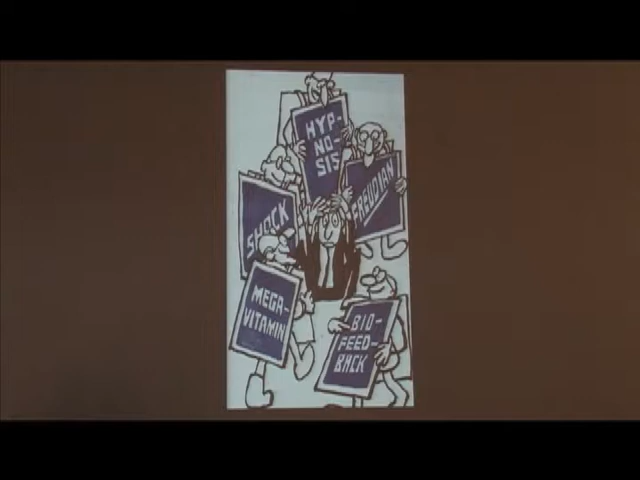 HYP-
NO-
SIS
FREUDIAN
SHOCK
MEGA-
VITAMIN
BIO-
FEED-
BACK